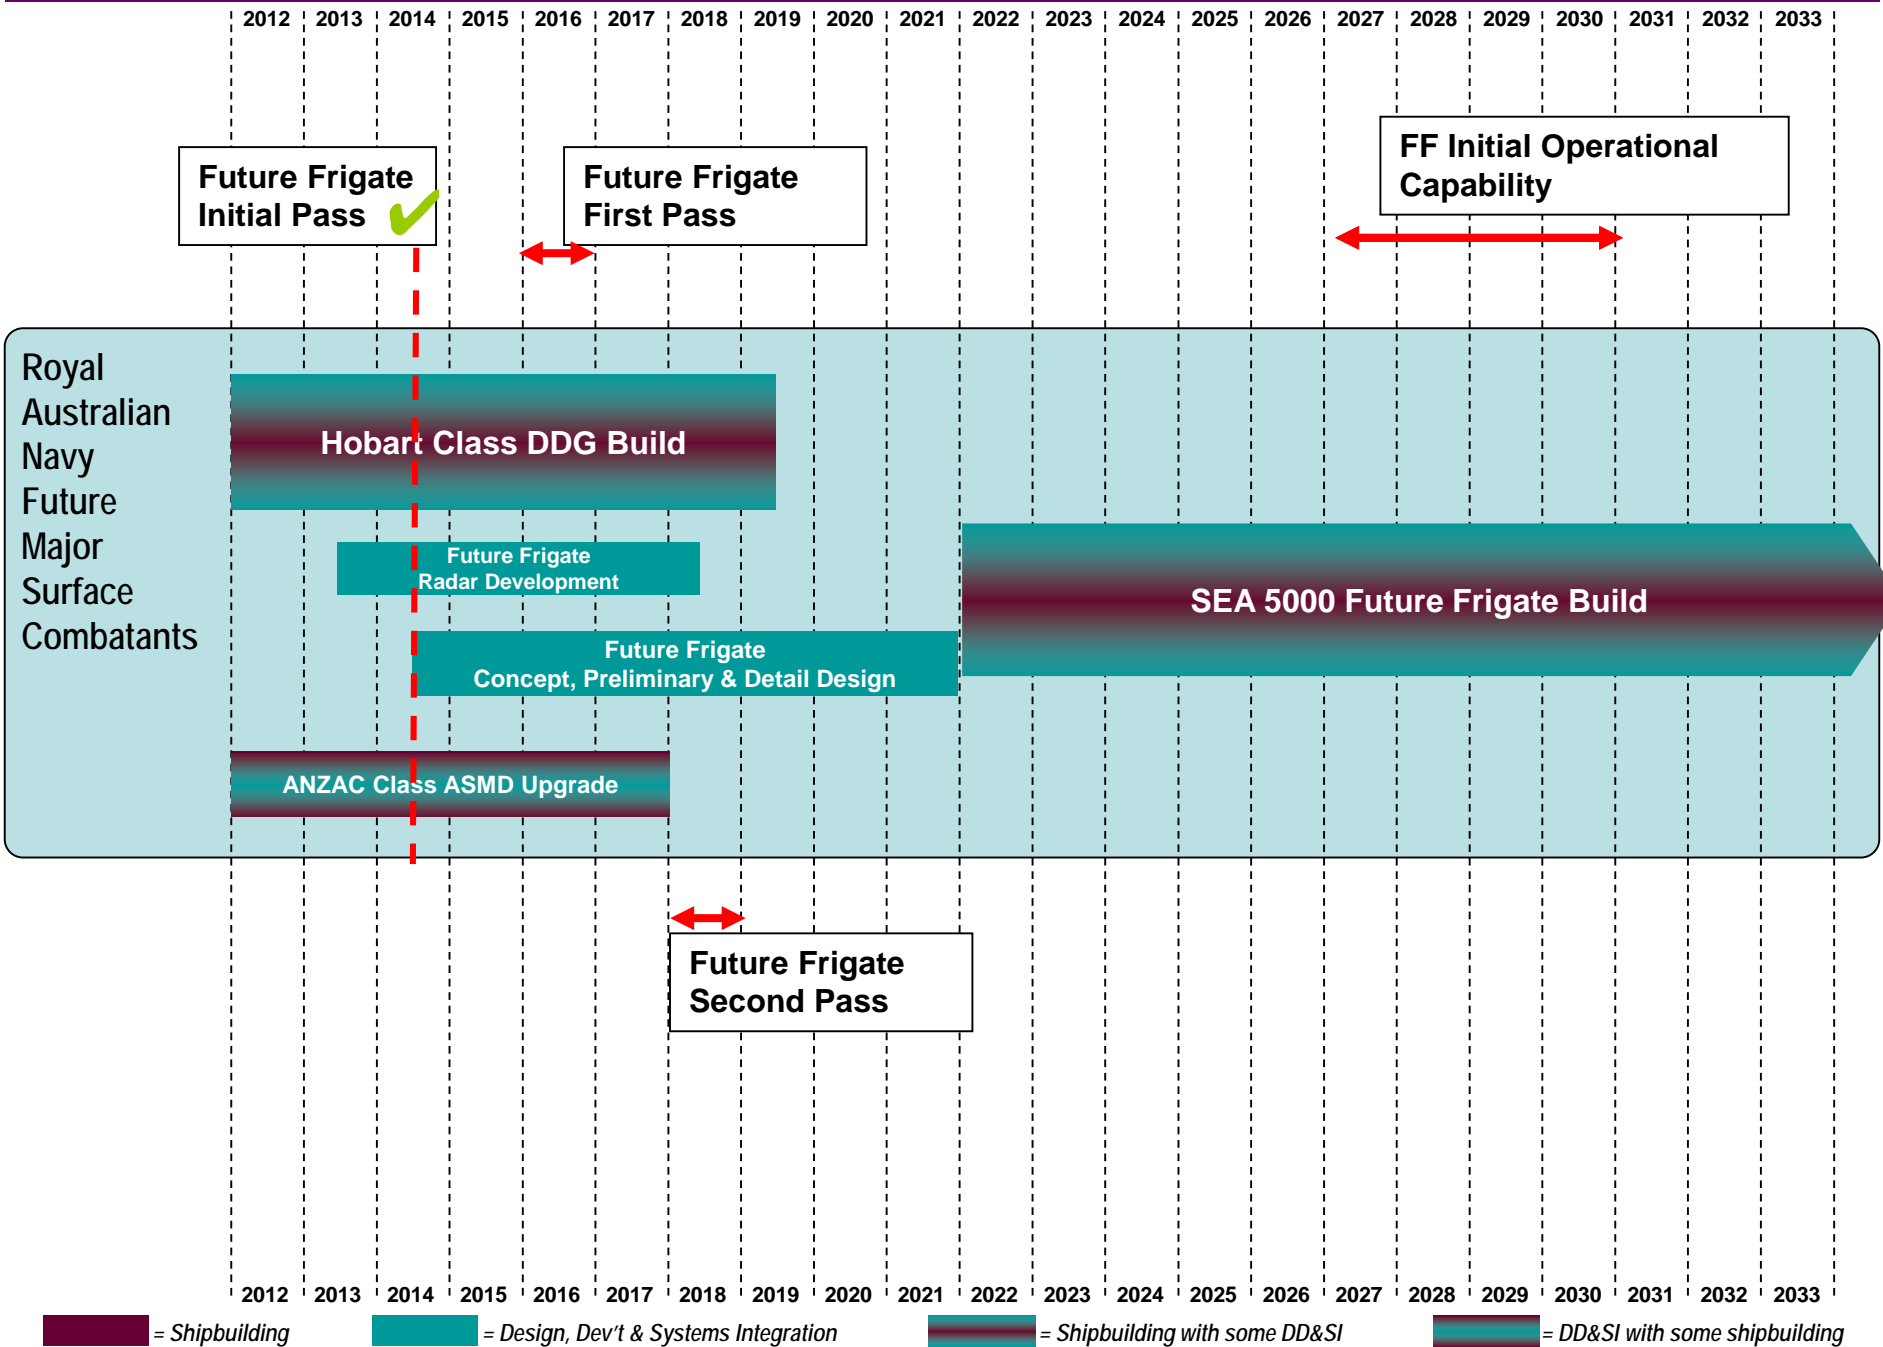 2012 2013 2014 2015 2016 2017 2018 2019 2020 2021 2022 2023 2024 2025 2026 2027 2028 2029 2030 2031 2032 2033
Future Frigate
Initial Pass
Future Frigate
First Pass
FF Initial Operational
Capability
Royal
Australian
Navy
Future
Major
Surface
Combatants
Hobart Class DDG Build
Future Frigate
Radar Development
SEA 5000 Future Frigate Build
Future Frigate
Concept, Preliminary & Detail Design
ANZAC Class ASMD Upgrade
Future Frigate
Second Pass
2012 2013 2014 2015 2016 2017 2018 2019 2020 2021 2022 2023 2024 2025 2026 2027 2028 2029 2030 2031 2032 2033
= Shipbuilding
= Design, Dev't & Systems Integration
= Shipbuilding with some DD&SI
= DD&SI with some shipbuilding